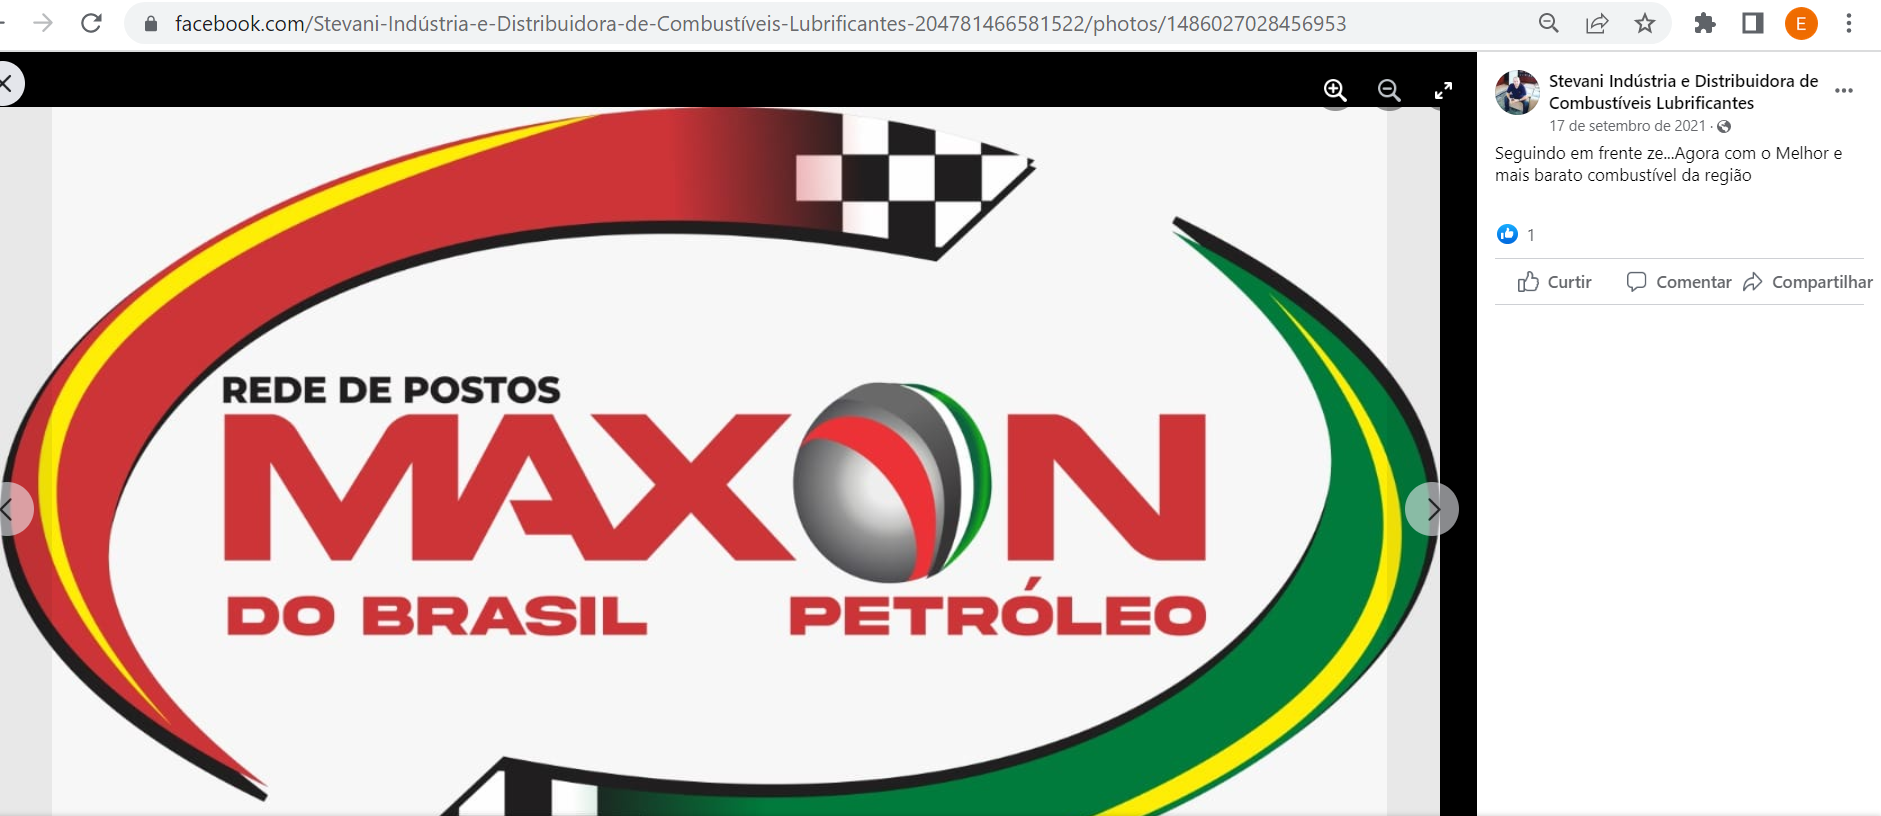 facebook.com/Stevani-Indústria-e-Distribuidora-de-Combustíveis-Lubrificantes-204781466581522/photos/1486027028456953
E
REDE DE POSTOS
MAXON
DO BRASIL PETRÓLEO
Stevani Indústria e Distribuidora de
Combustíveis Lubrificantes
17 de setembro de 2021 ·
Seguindo em frente ze...Agora com o Melhor e
mais barato combustível da região
1
Curtir Comentar Compartilhar